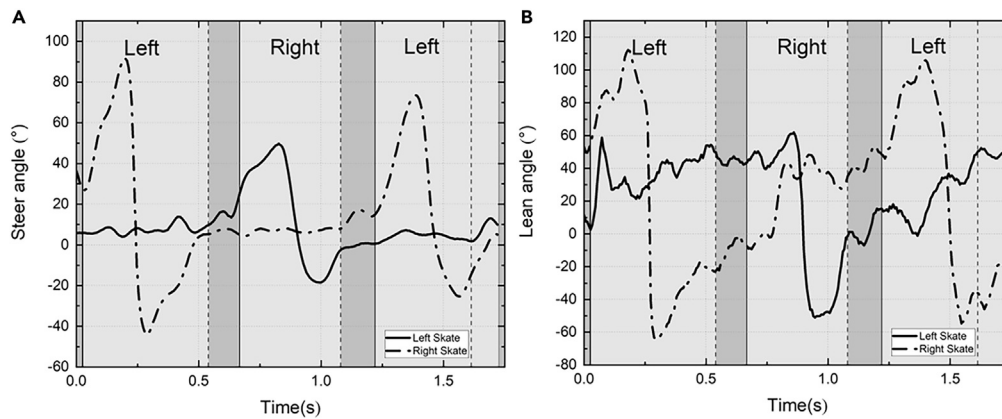 A
Steer angle (°)
100
80
60
40
20
0
-20
-40
-60
Left
Right
Left
Left Skate
Right Skate
0.0
0.5
1.0
1.5
Time(s)
B
Lean angle (°)
120
100
80
60
40
20
0
-20
-40
-60
-80
Left
Right
Left
Left Skate
Right Skate
0.0
0.5
1.0
1.5
Time(s)